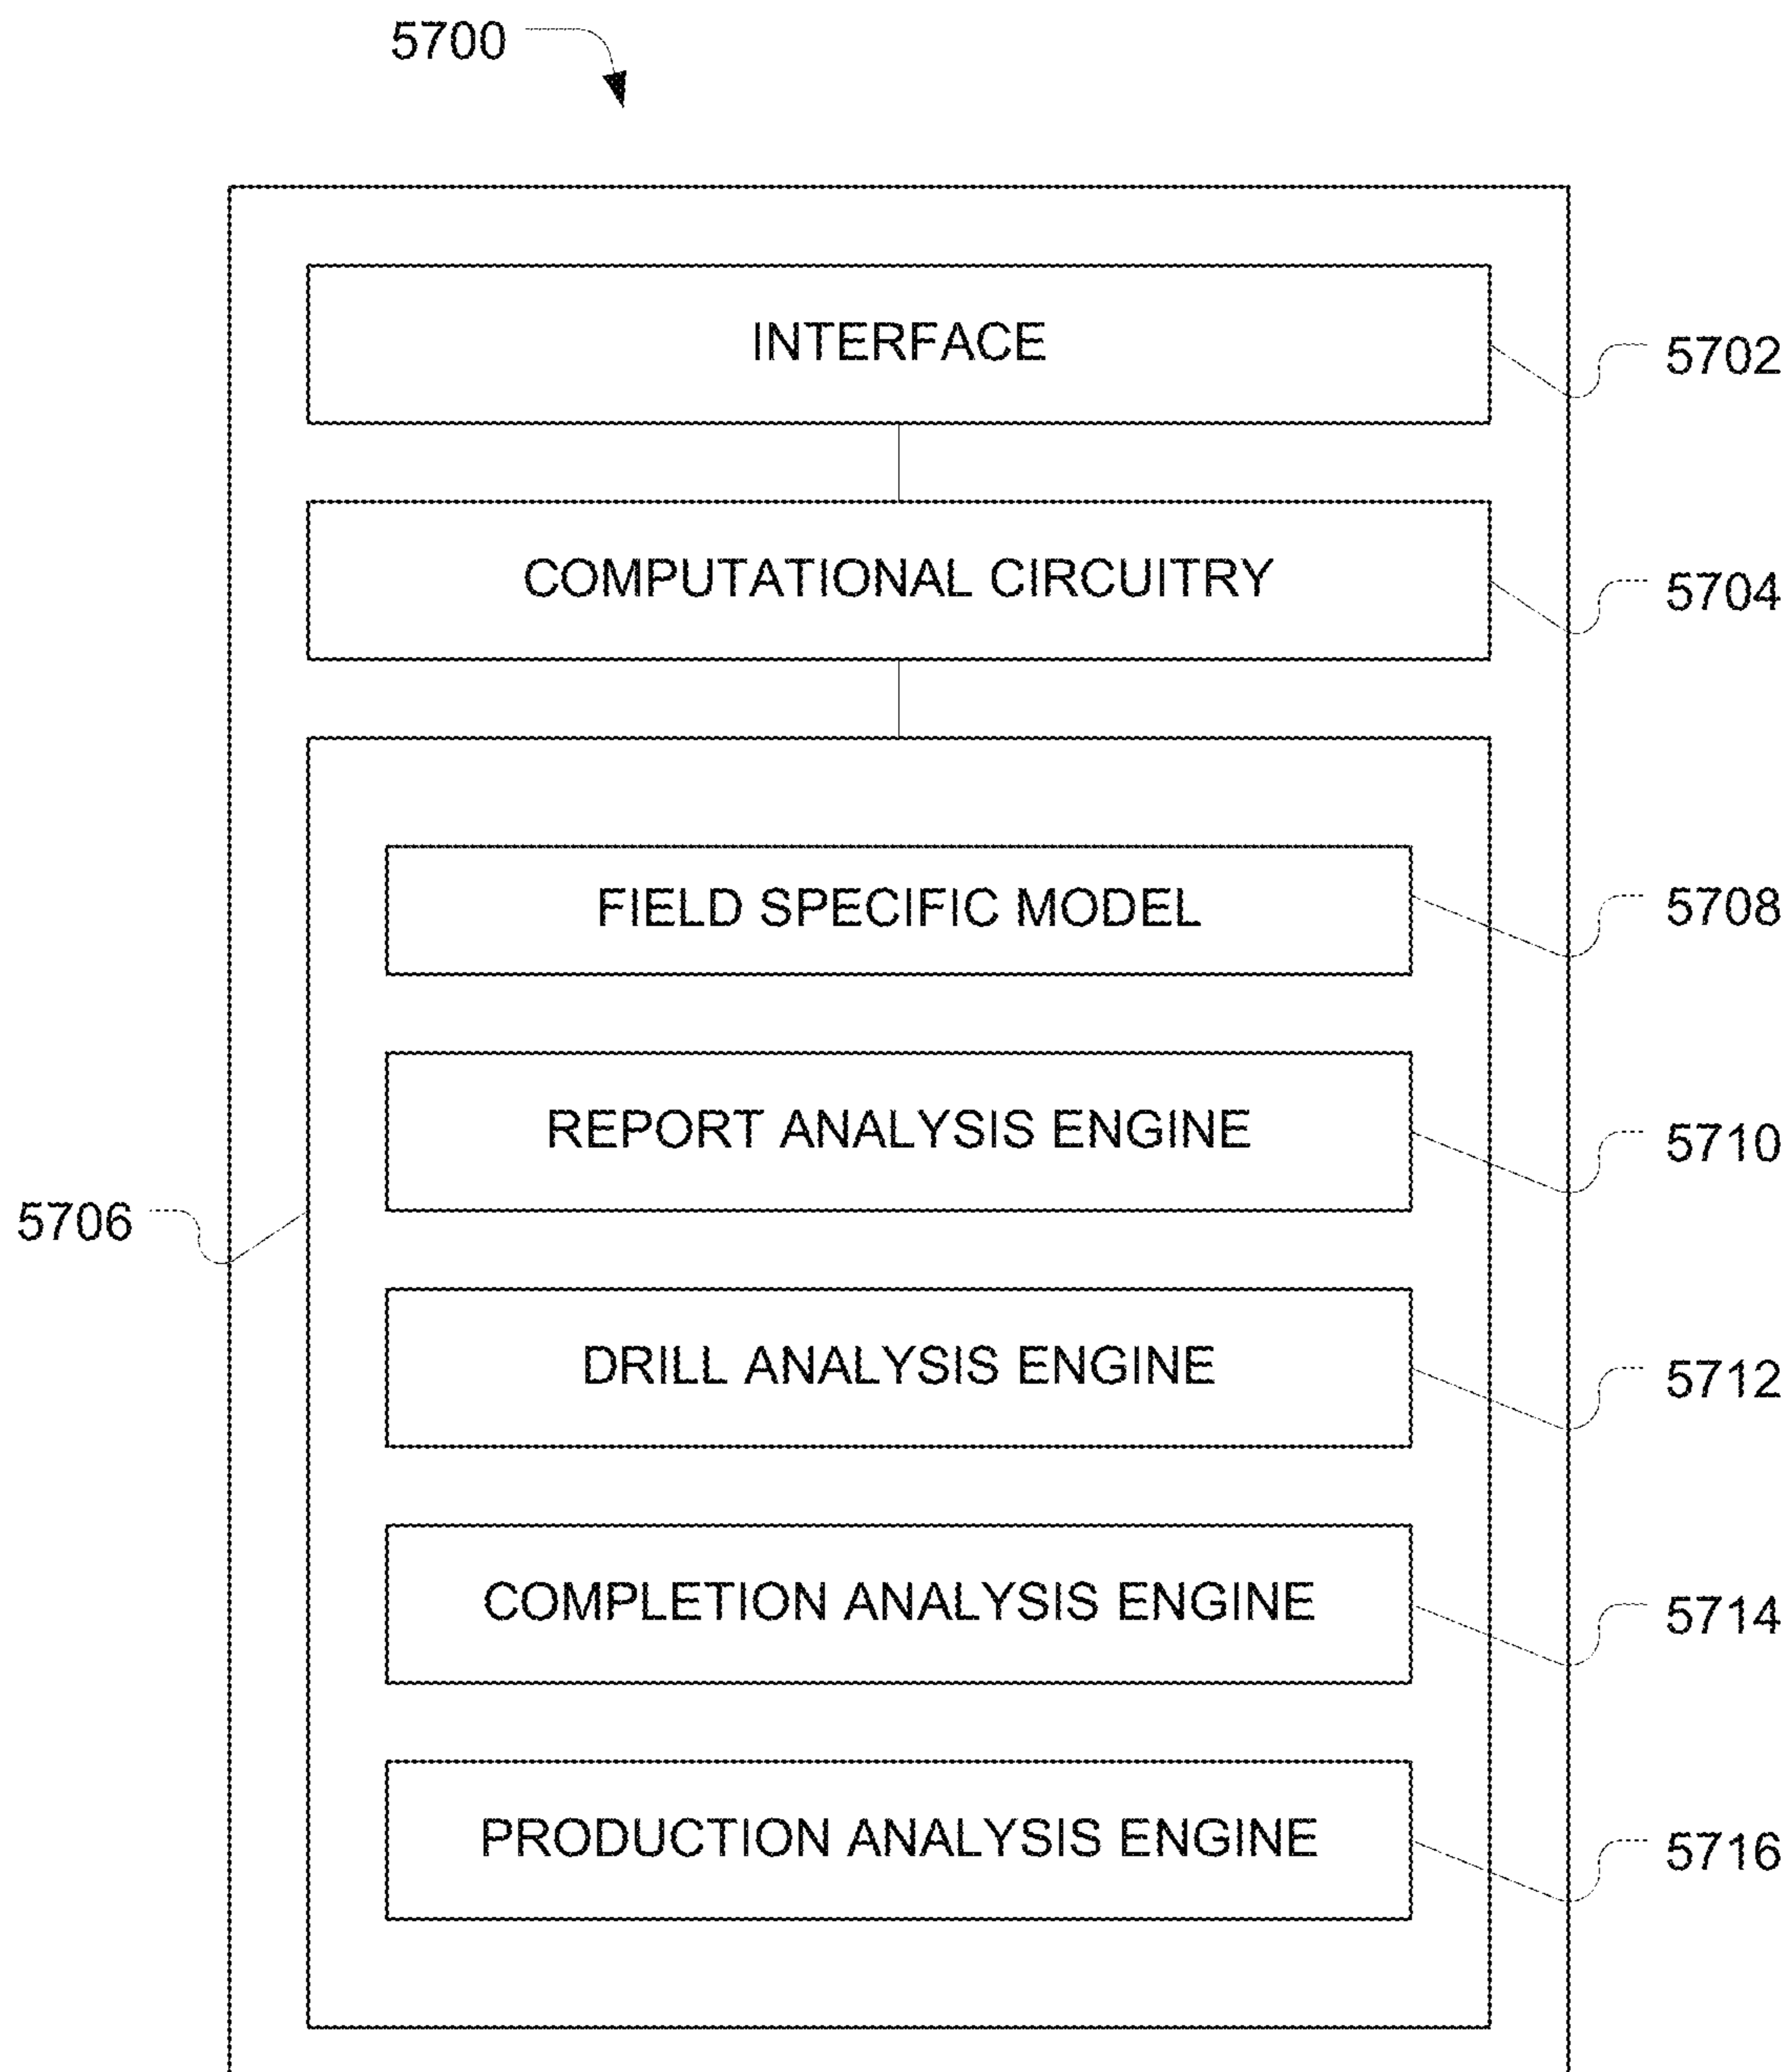 5700
INTERFACE
5702
COMPUTATIONAL CIRCUITRY
5704
FIELD SPECIFIC MODEL
5708
REPORT ANALYSIS ENGINE
5710
5706
DRILL ANALYSIS ENGINE
5712
COMPLETION ANALYSIS ENGINE
5714
PRODUCTION ANALYSIS ENGINE
5716